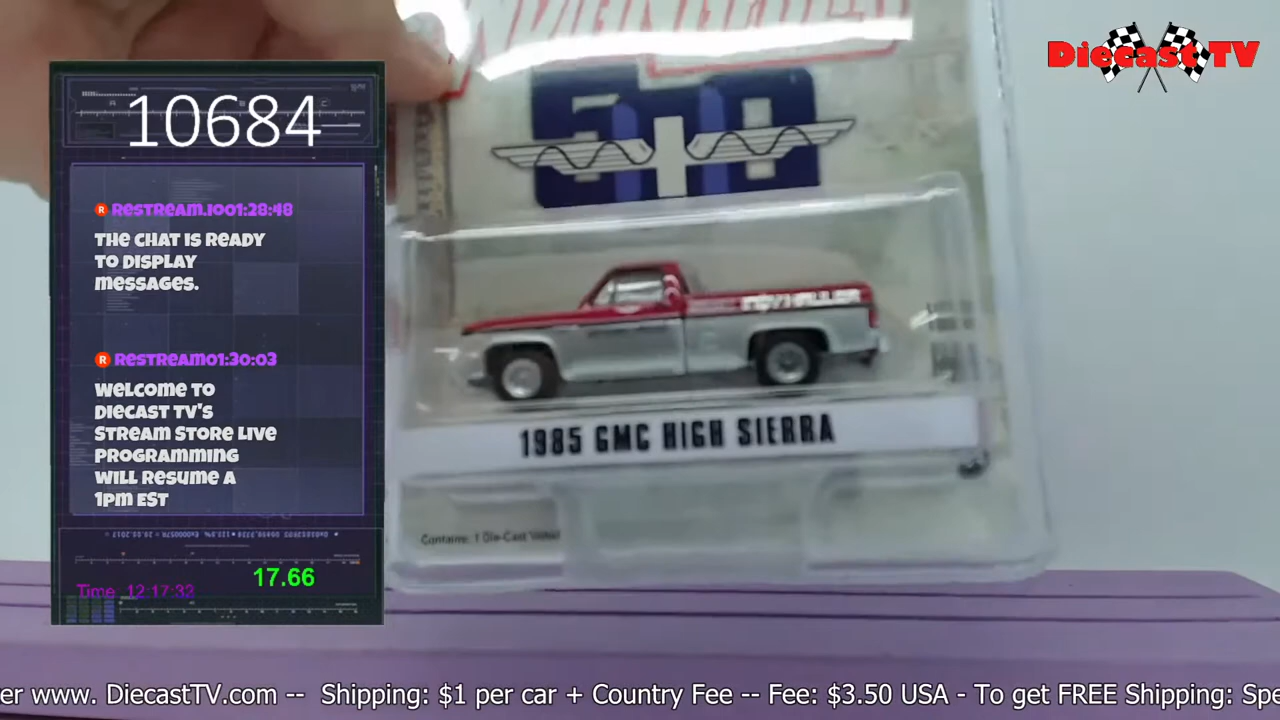 10684
Restream.io01:28:48
The chat is ready
to display
messages.
Restream01:30:03
Welcome to
Diecast TV's
Stream Store Live
Programming
will resume a
1pm EST
Time 12:17:32
17.66
Diecast TV
500
1985 GMC HIGH SIERRA
Contains: 1 Die-Cast
er www. DiecastTV.com -- Shipping: $1 per car + Country Fee -- Fee: $3.50 USA - To get FREE Shipping: Spe